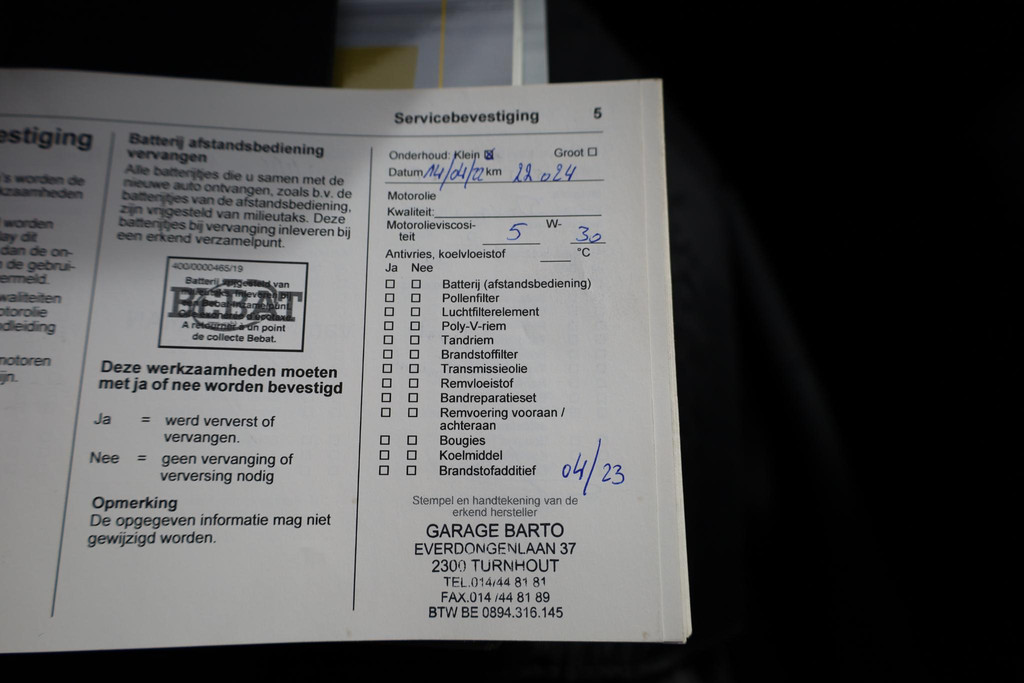 estiging
's worden de
kzaamheden
worden
ay dit
dan de on-
de gebrui-
ermeld.
waliteiten
otorolie
dleiding
notoren
ijn.
Batterij afstandsbediening
vervangen
Alle batterijtjes die u samen met de
nieuwe auto ontvangen, zoals b.v. de
batterijtjes van de afstandsbediening,
zijn vrijgesteld van milieutaks. Deze
batterijtjes bij vervanging inleveren bij
een erkend verzamelpunt.
400/0000465/19
BEBAT
A retourner à un point
de collecte Bebat.
Deze werkzaamheden moeten
met ja of nee worden bevestigd
Ja = werd ververst of
vervangen.
Nee = geen vervanging of
verversing nodig
Opmerking
De opgegeven informatie mag niet
gewijzigd worden.
Servicebevestiging 5
Onderhoud: Klein Groot
Datum 14/04/22 km 22.024
Motorolie
Kwaliteit:
Motorolieviscosi-
teit 5 W- 30
Antivries, koelvloeistof °C
Ja Nee
Batterij (afstandsbediening)
Pollenfilter
Luchtfilterelement
Poly-V-riem
Tandriem
Brandstoffilter
Transmissieolie
Remvloeistof
Bandreparatieset
Remvoering vooraan /
achteraan
Bougies
Koelmiddel
Brandstofadditief 04/23
Stempel en handtekening van de
erkend hersteller
GARAGE BARTO
EVERDONGENLAAN 37
2300 TURNHOUT
TEL.014/44 81 81
FAX.014/44 81 89
BTW BE 0894.316.145